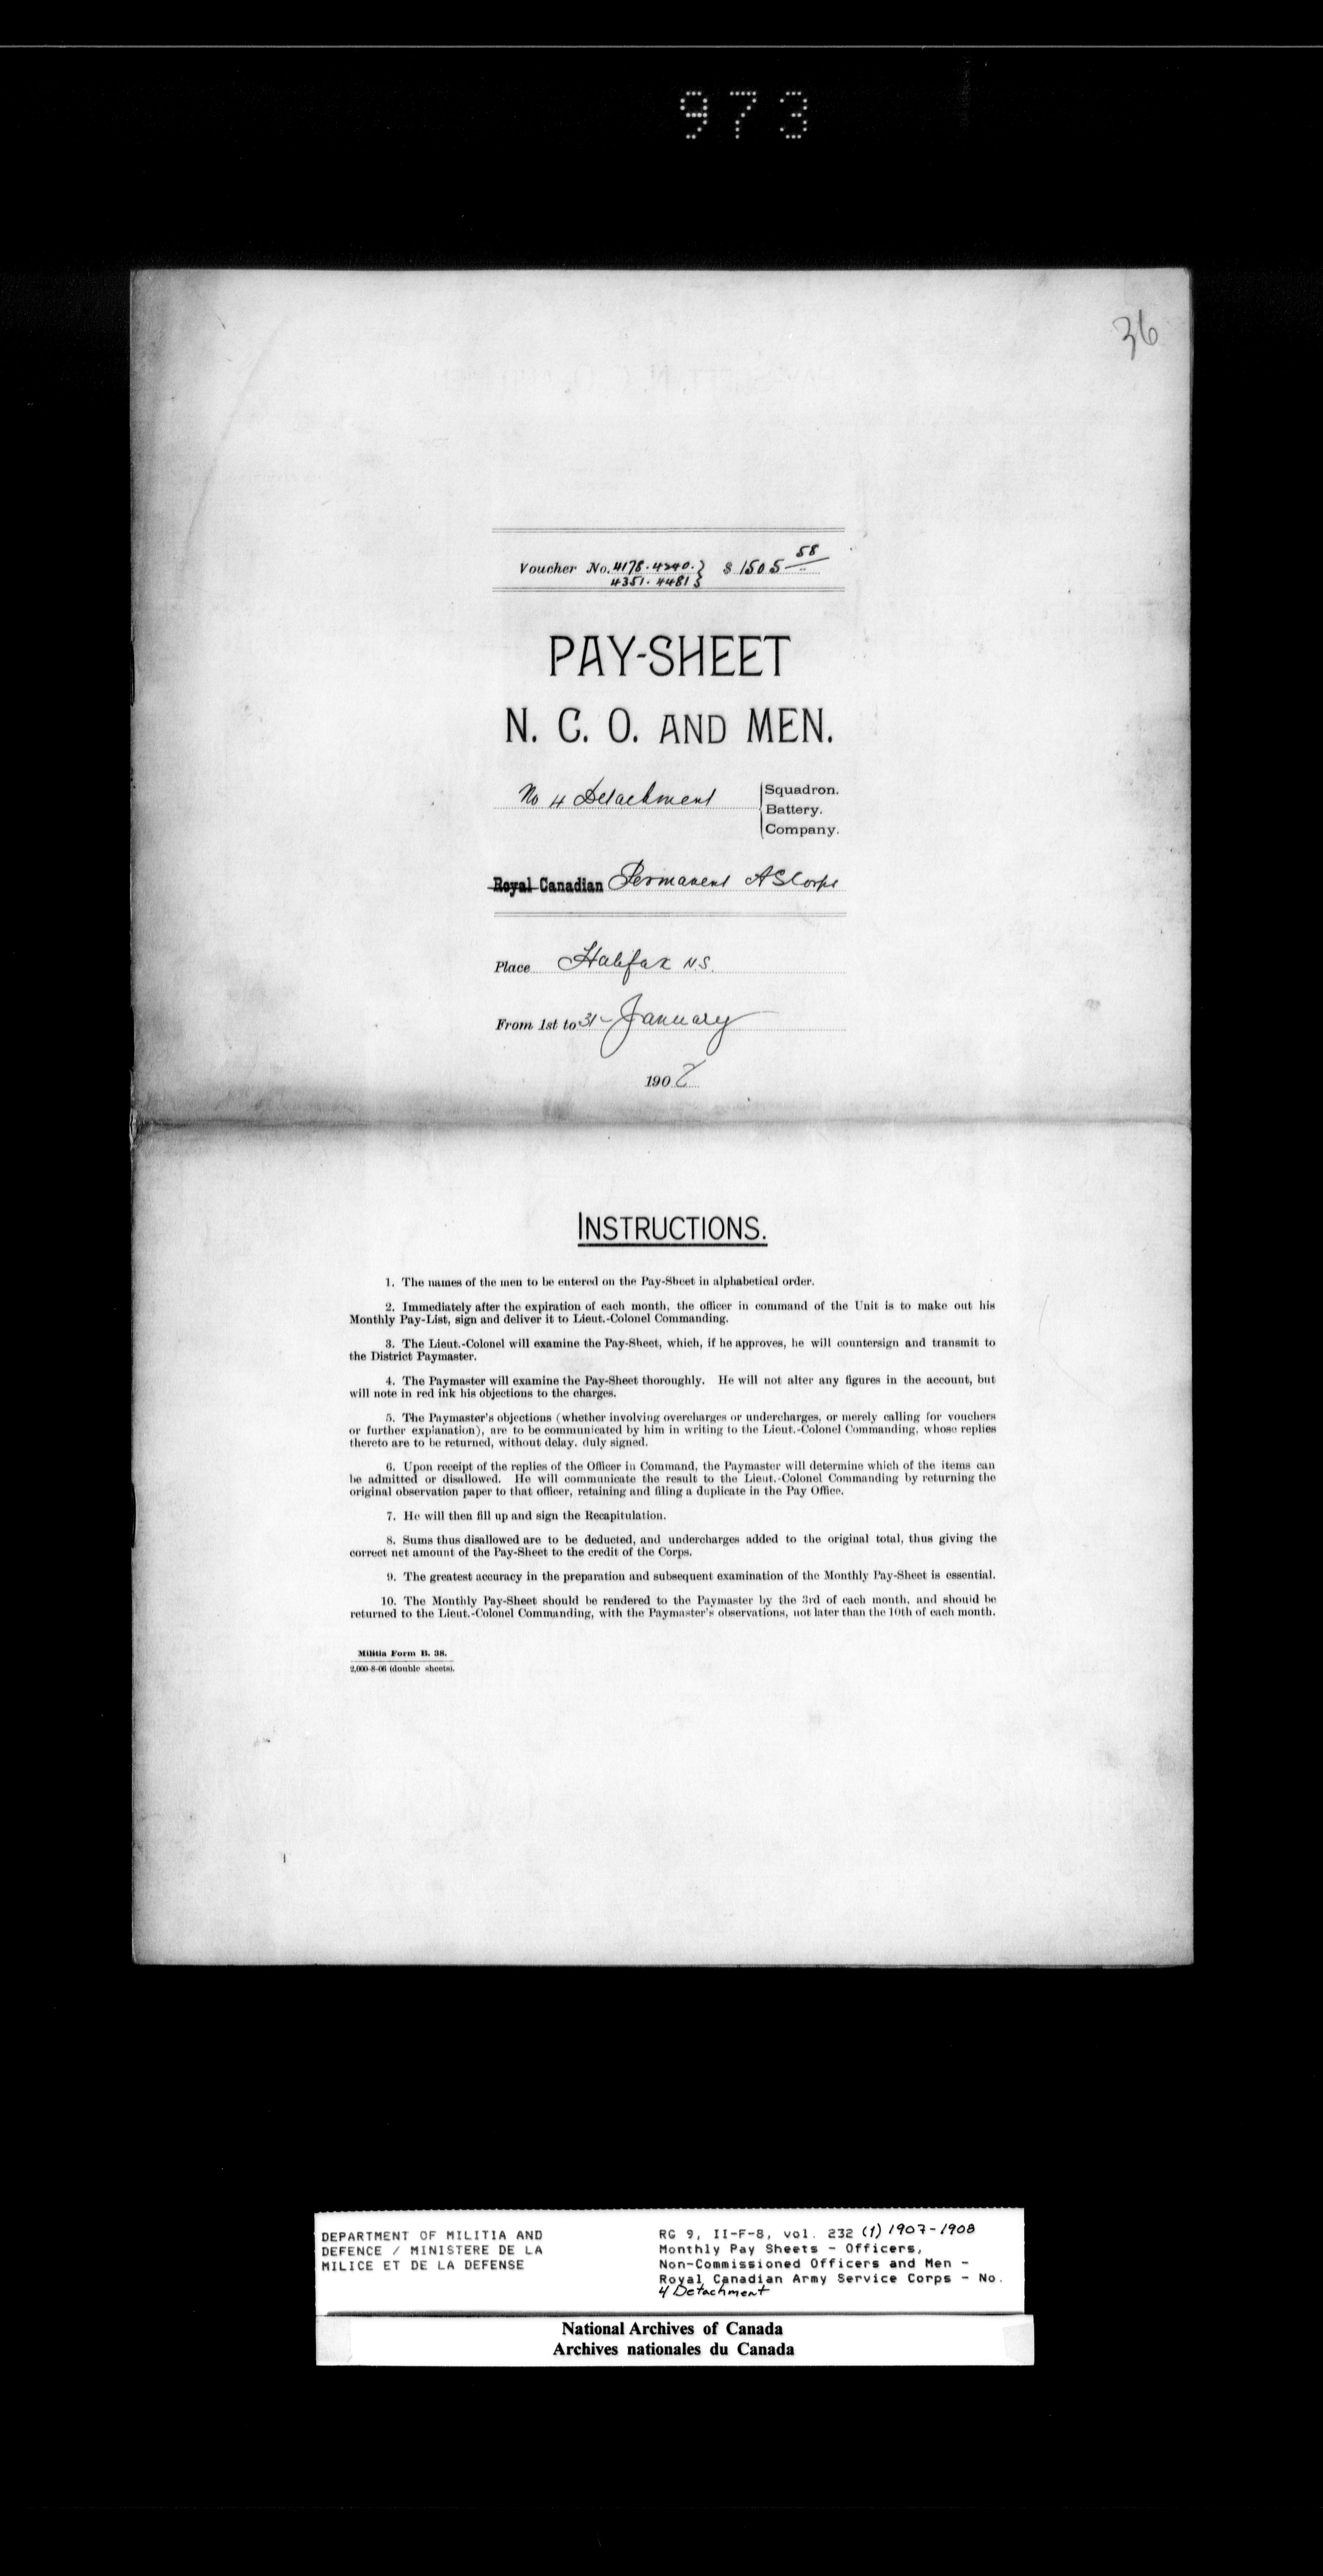 973
36
Voucher No. 4178. 4240. } $ 1505 58
4351. 4481 }
PAY-SHEET
N. C. O. AND MEN.
No 4 Detachment
Squadron.
Battery.
Company.
Royal Canadian Permanent A S Corps
Place Halifax N.S.
From 1st to 31 January
1908
INSTRUCTIONS.
1. The names of the men to be entered on the Pay-Sheet in alphabetical order.
2. Immediately after the expiration of each month, the officer in command of the Unit is to make out his
Monthly Pay-List, sign and deliver it to Lieut.-Colonel Commanding.
3. The Lieut.-Colonel will examine the Pay-Sheet, which, if he approves, he will countersign and transmit to
the District Paymaster.
4. The Paymaster will examine the Pay-Sheet thoroughly. He will not alter any figures in the account, but
will note in red ink his objections to the charges.
5. The Paymaster's objections (whether involving overcharges or undercharges, or merely calling for vouchers
or further explanation), are to be communicated by him in writing to the Lieut.-Colonel Commanding, whose replies
thereto are to be returned, without delay, duly signed.
6. Upon receipt of the replies of the Officer in Command, the Paymaster will determine which of the items can
be admitted or disallowed. He will communicate the result to the Lieut.-Colonel Commanding by returning the
original observation paper to that officer, retaining and filing a duplicate in the Pay Office.
7. He will then fill up and sign the Recapitulation.
8. Sums thus disallowed are to be deducted, and undercharges added to the original total, thus giving the
correct net amount of the Pay-Sheet to the credit of the Corps.
9. The greatest accuracy in the preparation and subsequent examination of the Monthly Pay-Sheet is essential.
10. The Monthly Pay-Sheet should be rendered to the Paymaster by the 3rd of each month, and should be
returned to the Lieut.-Colonel Commanding, with the Paymaster's observations, not later than the 10th of each month.
Militia Form B. 38.
2,000-8-06 (double sheets).
DEPARTMENT OF MILITIA AND
DEFENCE / MINISTERE DE LA
MILICE ET DE LA DEFENSE
RG 9, II-F-8, vol. 232 (1) 1907-1908
Monthly Pay Sheets - Officers,
Non-Commissioned Officers and Men -
Royal Canadian Army Service Corps - No.
4 Detachment
National Archives of Canada
Archives nationales du Canada